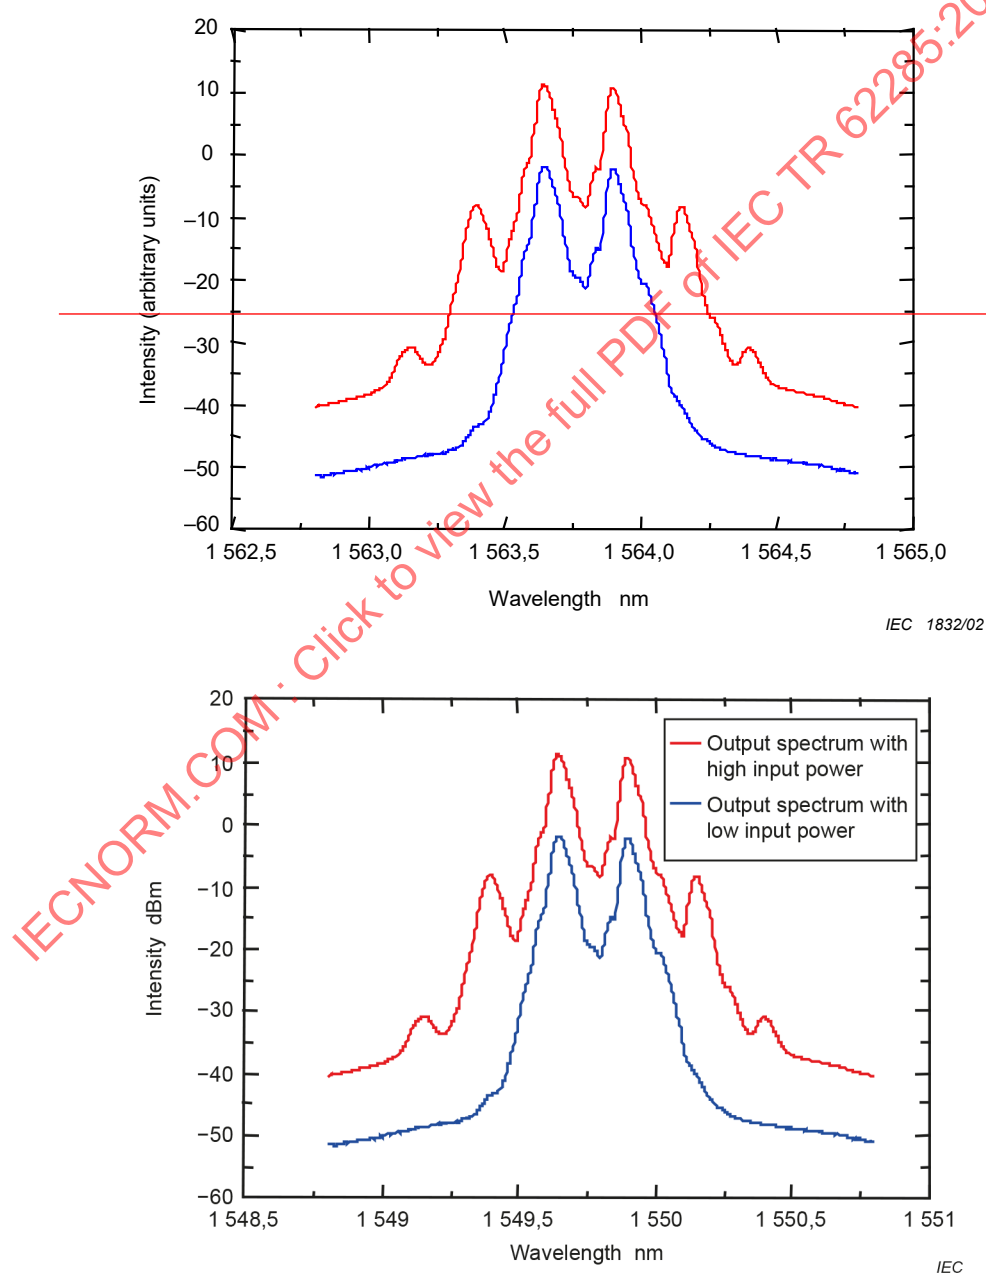 20
10
0
–10
–20
–30
–40
–50
–60
Intensity (arbitrary units)
1 562,5 1 563,0 1 563,5 1 564,0 1 564,5 1 565,0
Wavelength nm
IEC 1832/02
IECNORM.COM : Click to view the full PDF of IEC TR 62285:20
20
10
0
–10
–20
–30
–40
–50
–60
Intensity dBm
Output spectrum with
high input power
Output spectrum with
low input power
1 548,5 1 549 1 549,5 1 550 1 550,5 1 551
Wavelength nm
IEC